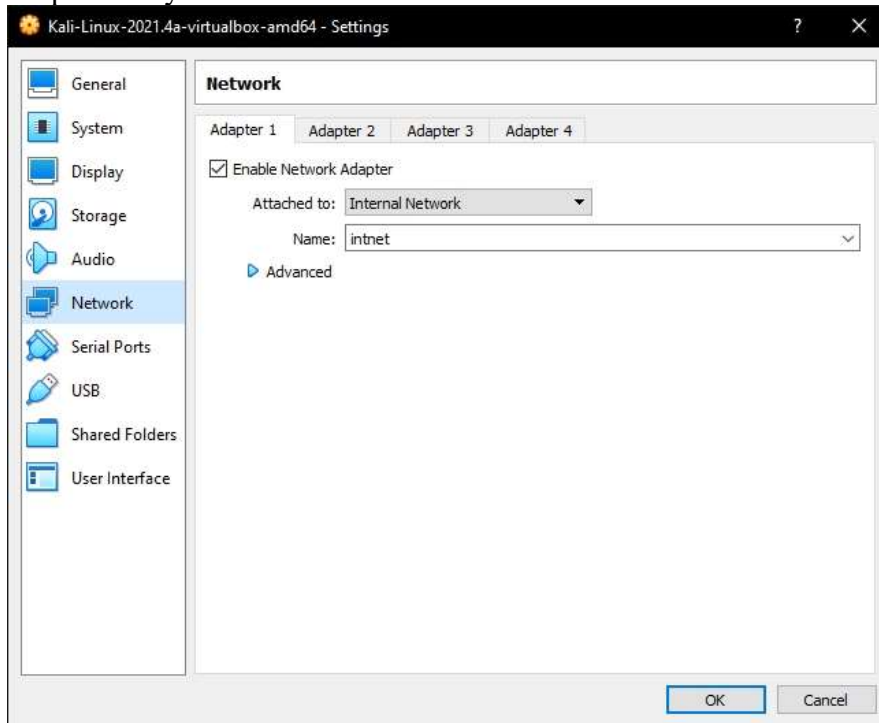 Kali-Linux-2021.4a-virtualbox-amd64 - Settings
? X
General
System
Display
Storage
Audio
Network
Serial Ports
USB
Shared Folders
User Interface
Network
Adapter 1 Adapter 2 Adapter 3 Adapter 4
Enable Network Adapter
Attached to: Internal Network
Name: intnet
Advanced
OK Cancel